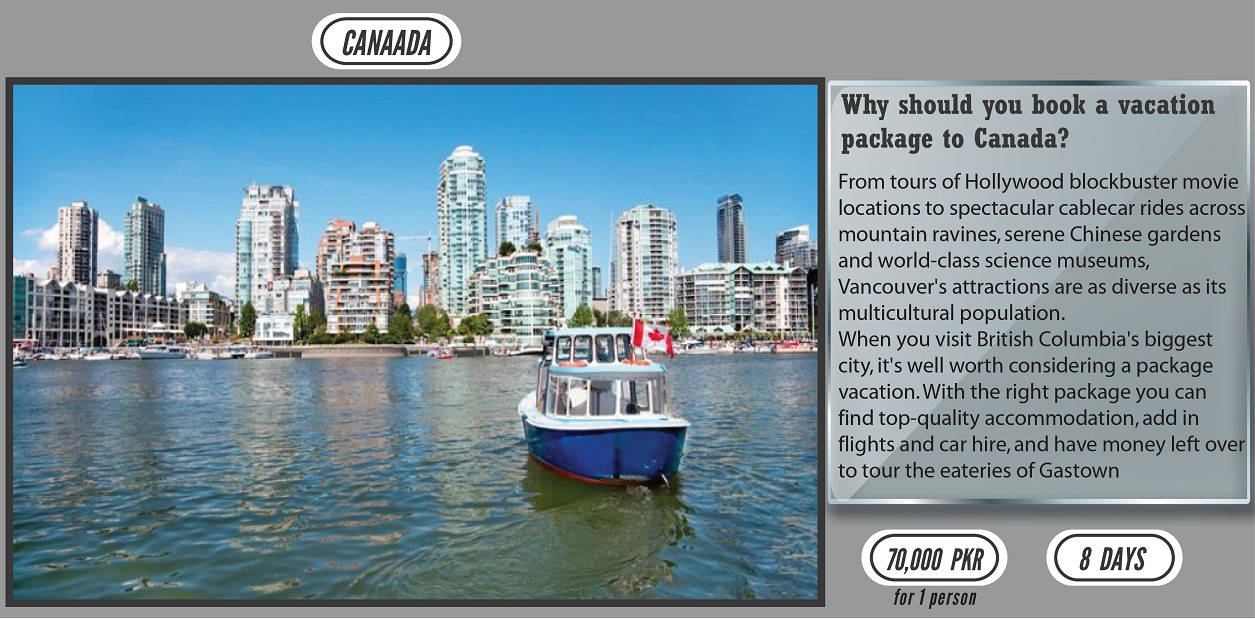 CANAADA
Why should you book a vacation
package to Canada?
From tours of Hollywood blockbuster movie
locations to spectacular cablecar rides across
mountain ravines, serene Chinese gardens
and world-class science museums,
Vancouver's attractions are as diverse as its
multicultural population.
When you visit British Columbia's biggest
city, it's well worth considering a package
vacation. With the right package you can
find top-quality accommodation, add in
flights and car hire, and have money left over
to tour the eateries of Gastown
70,000 PKR
8 DAYS
for 1 person